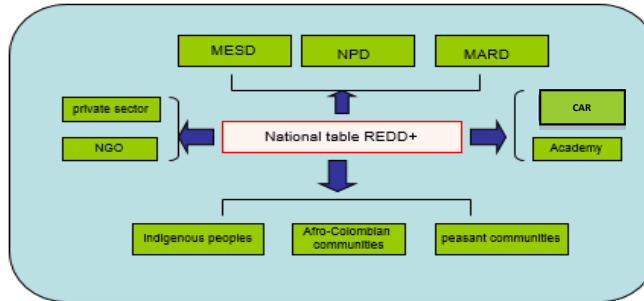 MESD
NPD
MARD
private sector
NGO
National table REDD+
CAR
Academy
Indigenous peoples
Afro-Colombian
communities
peasant communities